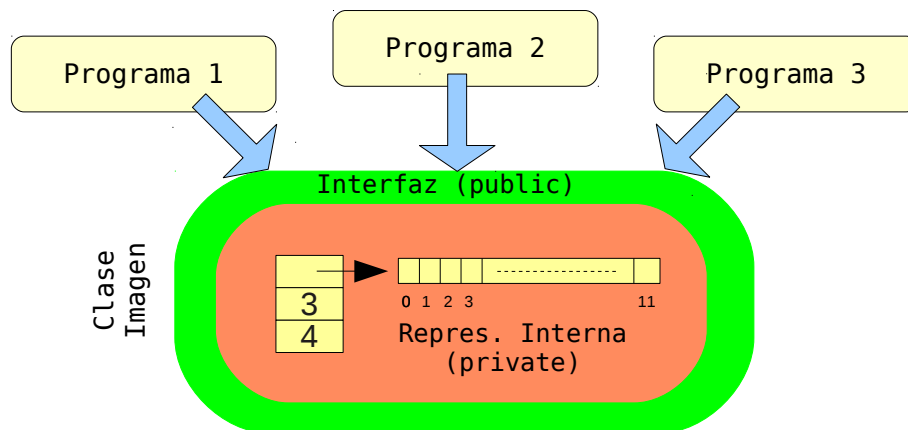 Programa 1
Programa 2
Programa 3
Interfaz (public)
Clase
Imagen
3
4
0 1 2 3 11
Repres. Interna
(private)